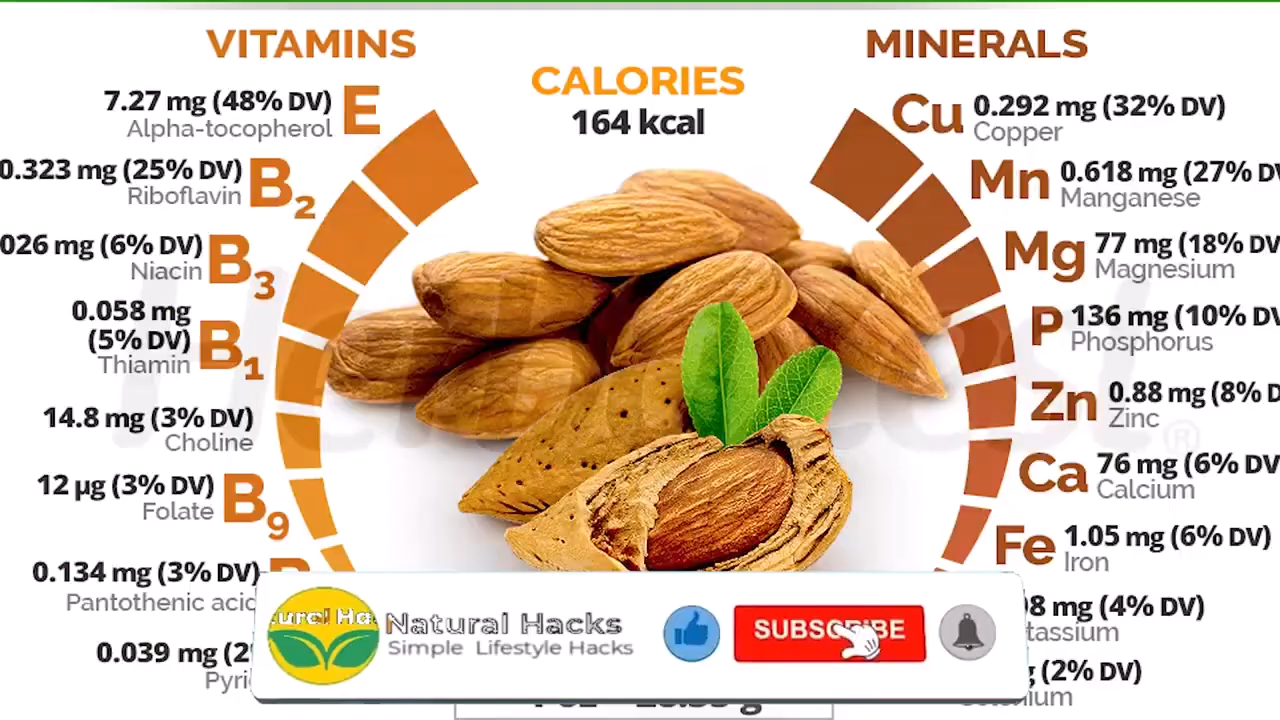 VITAMINS
7.27 mg (48% DV)
Alpha-tocopherol
E
0.323 mg (25% DV)
Riboflavin
B2
026 mg (6% DV)
Niacin
B3
0.058 mg
(5% DV)
Thiamin
B1
14.8 mg (3% DV)
Choline
12 µg (3% DV)
Folate
B9
0.134 mg (3% DV)
Pantothenic acid
0.039 mg
CALORIES
164 kcal
MINERALS
Cu
0.292 mg (32% DV)
Copper
Mn
0.618 mg (27% DV
Manganese
Mg
77 mg (18% DV
Magnesium
P
136 mg (10% DV
Phosphorus
Zn
0.88 mg (8% D
Zinc
Ca
76 mg (6% DV
Calcium
Fe
1.05 mg (6% DV)
Iron
8 mg (4% DV)
tassium
(2% DV)
®
Natural Hacks
Simple Lifestyle Hacks
SUBSCRIBE